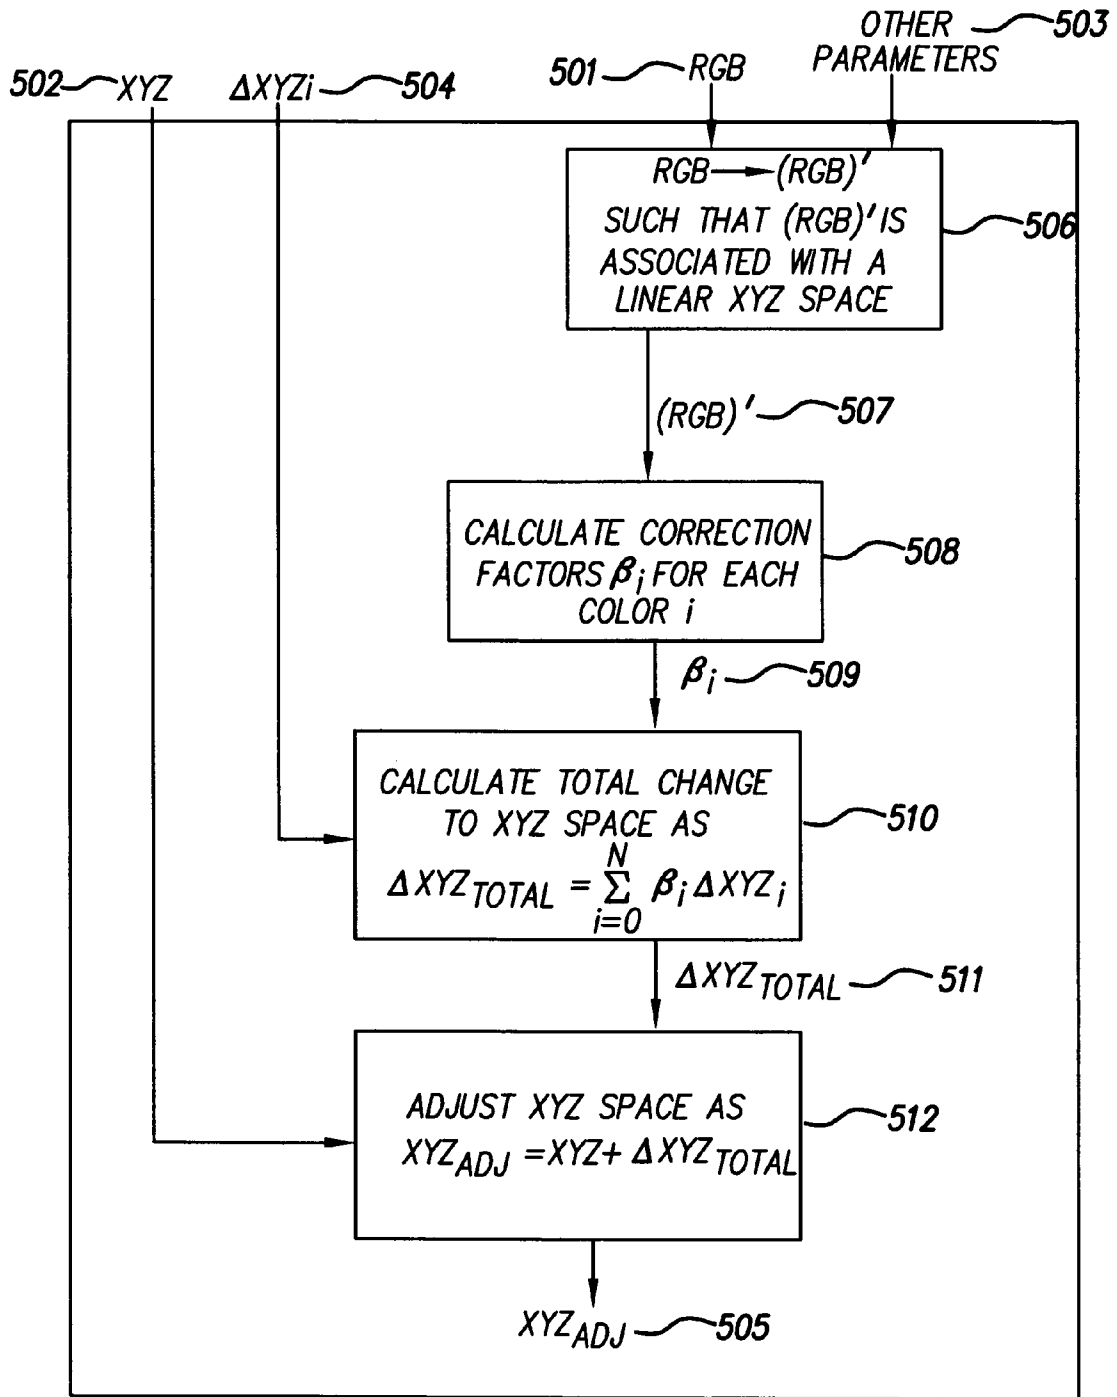 OTHER 503
PARAMETERS
501 RGB
502 XYZ ΔXYZi 504
RGB → (RGB)'
SUCH THAT (RGB)' IS
ASSOCIATED WITH A
LINEAR XYZ SPACE
506
(RGB)' 507
CALCULATE CORRECTION
FACTORS βi FOR EACH
COLOR i
508
βi 509
CALCULATE TOTAL CHANGE
TO XYZ SPACE AS
ΔXYZTOTAL = N∑i=0 βi ΔXYZi
510
ΔXYZTOTAL 511
ADJUST XYZ SPACE AS
XYZADJ = XYZ + ΔXYZTOTAL
512
XYZADJ 505